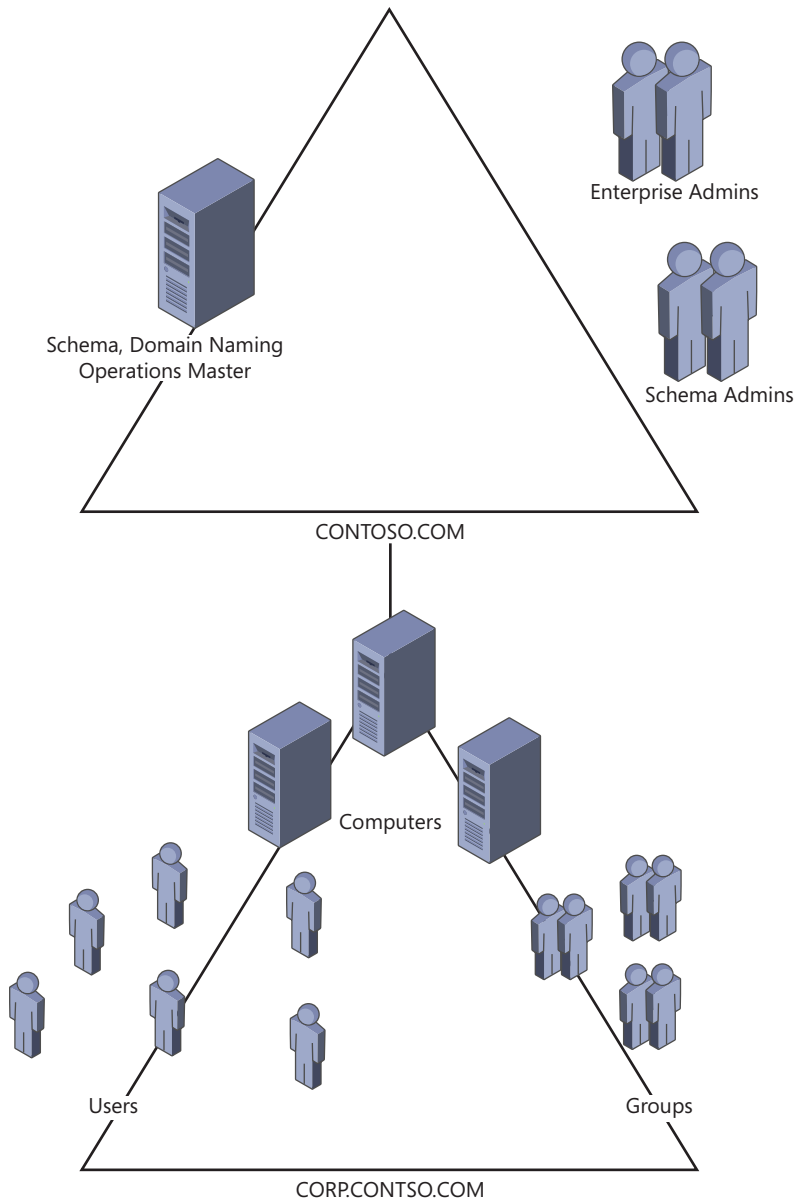 Enterprise Admins
Schema, Domain Naming
Operations Master
Schema Admins
CONTOSO.COM
Computers
Users
Groups
CORP.CONTSO.COM